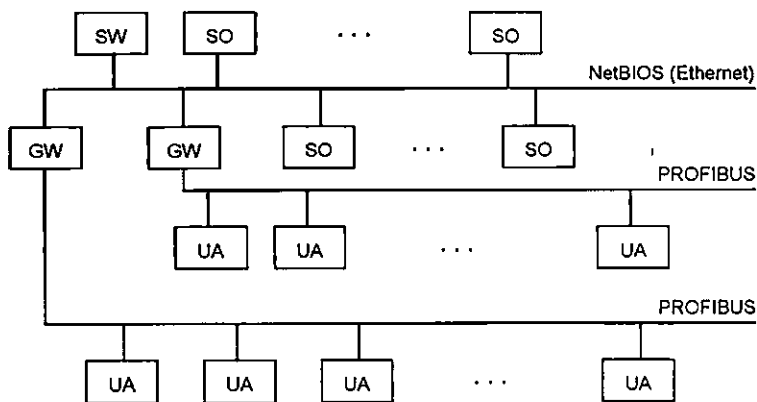 SW SO . . . SO
NetBIOS (Ethernet)
GW GW SO . . . SO
PROFIBUS
UA UA . . . UA
PROFIBUS
UA UA UA . . . UA